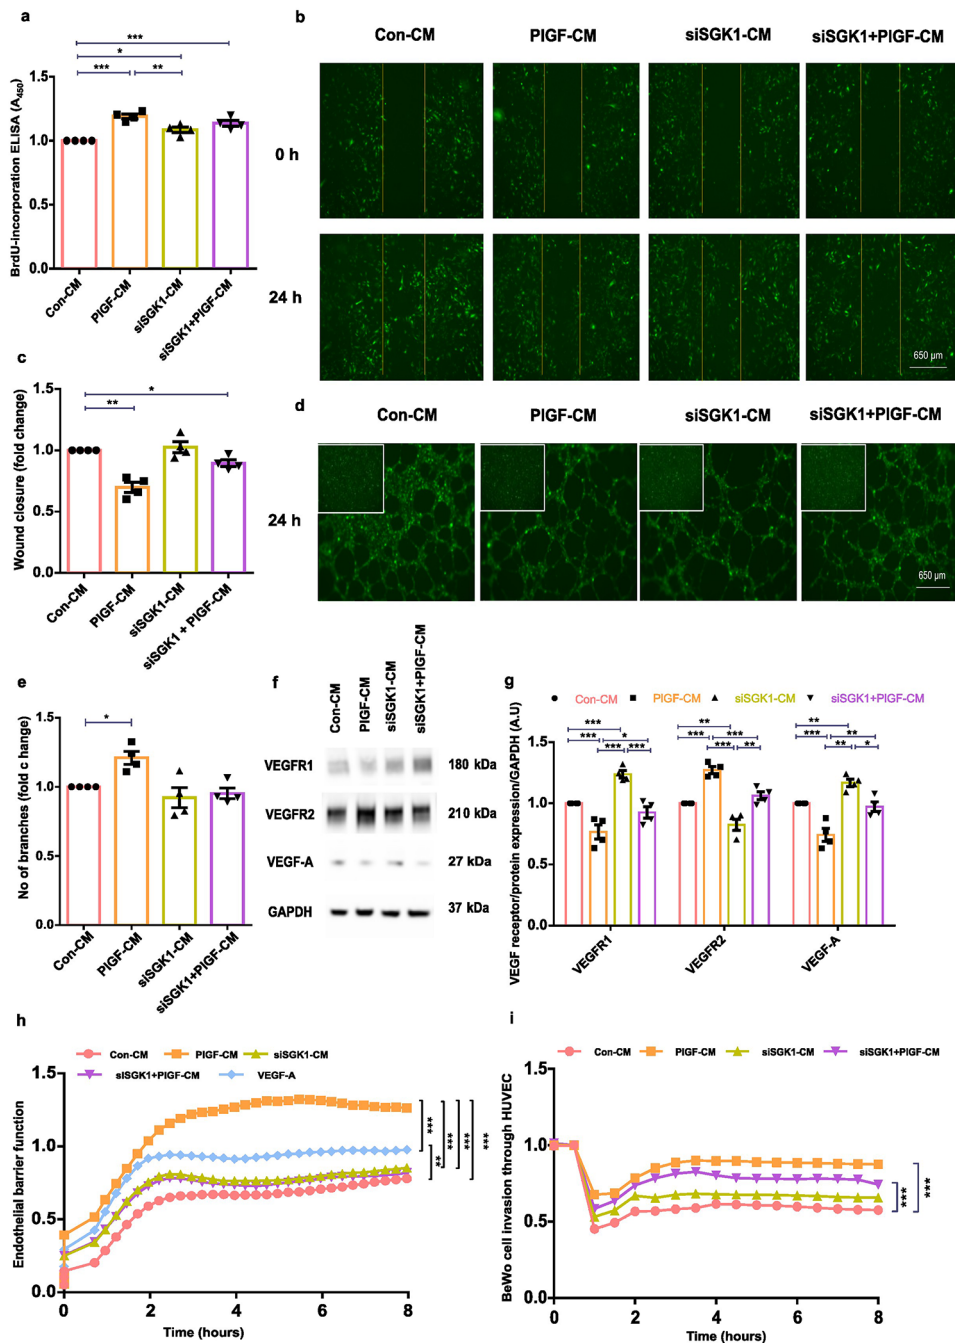 a
***
*
*** **
BrdU-incorporation ELISA (A450)
1.5
1.0
0.5
0.0
Con-CM
PlGF-CM
siSGK1-CM
siSGK1+PlGF-CM
b
Con-CM PlGF-CM siSGK1-CM siSGK1+PlGF-CM
0 h
24 h
650 µm
c
*
**
Wound closure (fold change)
1.5
1.0
0.5
0.0
Con-CM
PlGF-CM
siSGK1-CM
siSGK1 + PlGF-CM
d
Con-CM PlGF-CM siSGK1-CM siSGK1+PlGF-CM
24 h
650 µm
e
*
No of branches (fold c hange)
1.5
1.0
0.5
0.0
Con-CM
PlGF-CM
siSGK1-CM
siSGK1+PlGF-CM
f
Con-CM
PlGF-CM
siSGK1-CM
siSGK1+PlGF-CM
VEGFR1 180 kDa
VEGFR2 210 kDa
VEGF-A 27 kDa
GAPDH 37 kDa
g
Con-CM PlGF-CM siSGK1-CM siSGK1+PlGF-CM
VEGF receptor/protein expression/GAPDH (A.U)
1.5
1.0
0.5
0.0
*** ** **
*** * *** *** *** **
*** *** *** ** ** *
VEGFR1
VEGFR2
VEGF-A
h
Con-CM PlGF-CM siSGK1-CM
siSGK1+PlGF-CM VEGF-A
Endothelial barrier function
1.5
1.0
0.5
0.0
***
**
***
***
***
0 2 4 6 8
Time (hours)
i
Con-CM PlGF-CM siSGK1-CM siSGK1+PlGF-CM
BeWo cell invasion through HUVEC
1.5
1.0
0.5
0.0
***
***
0 2 4 6 8
Time (hours)